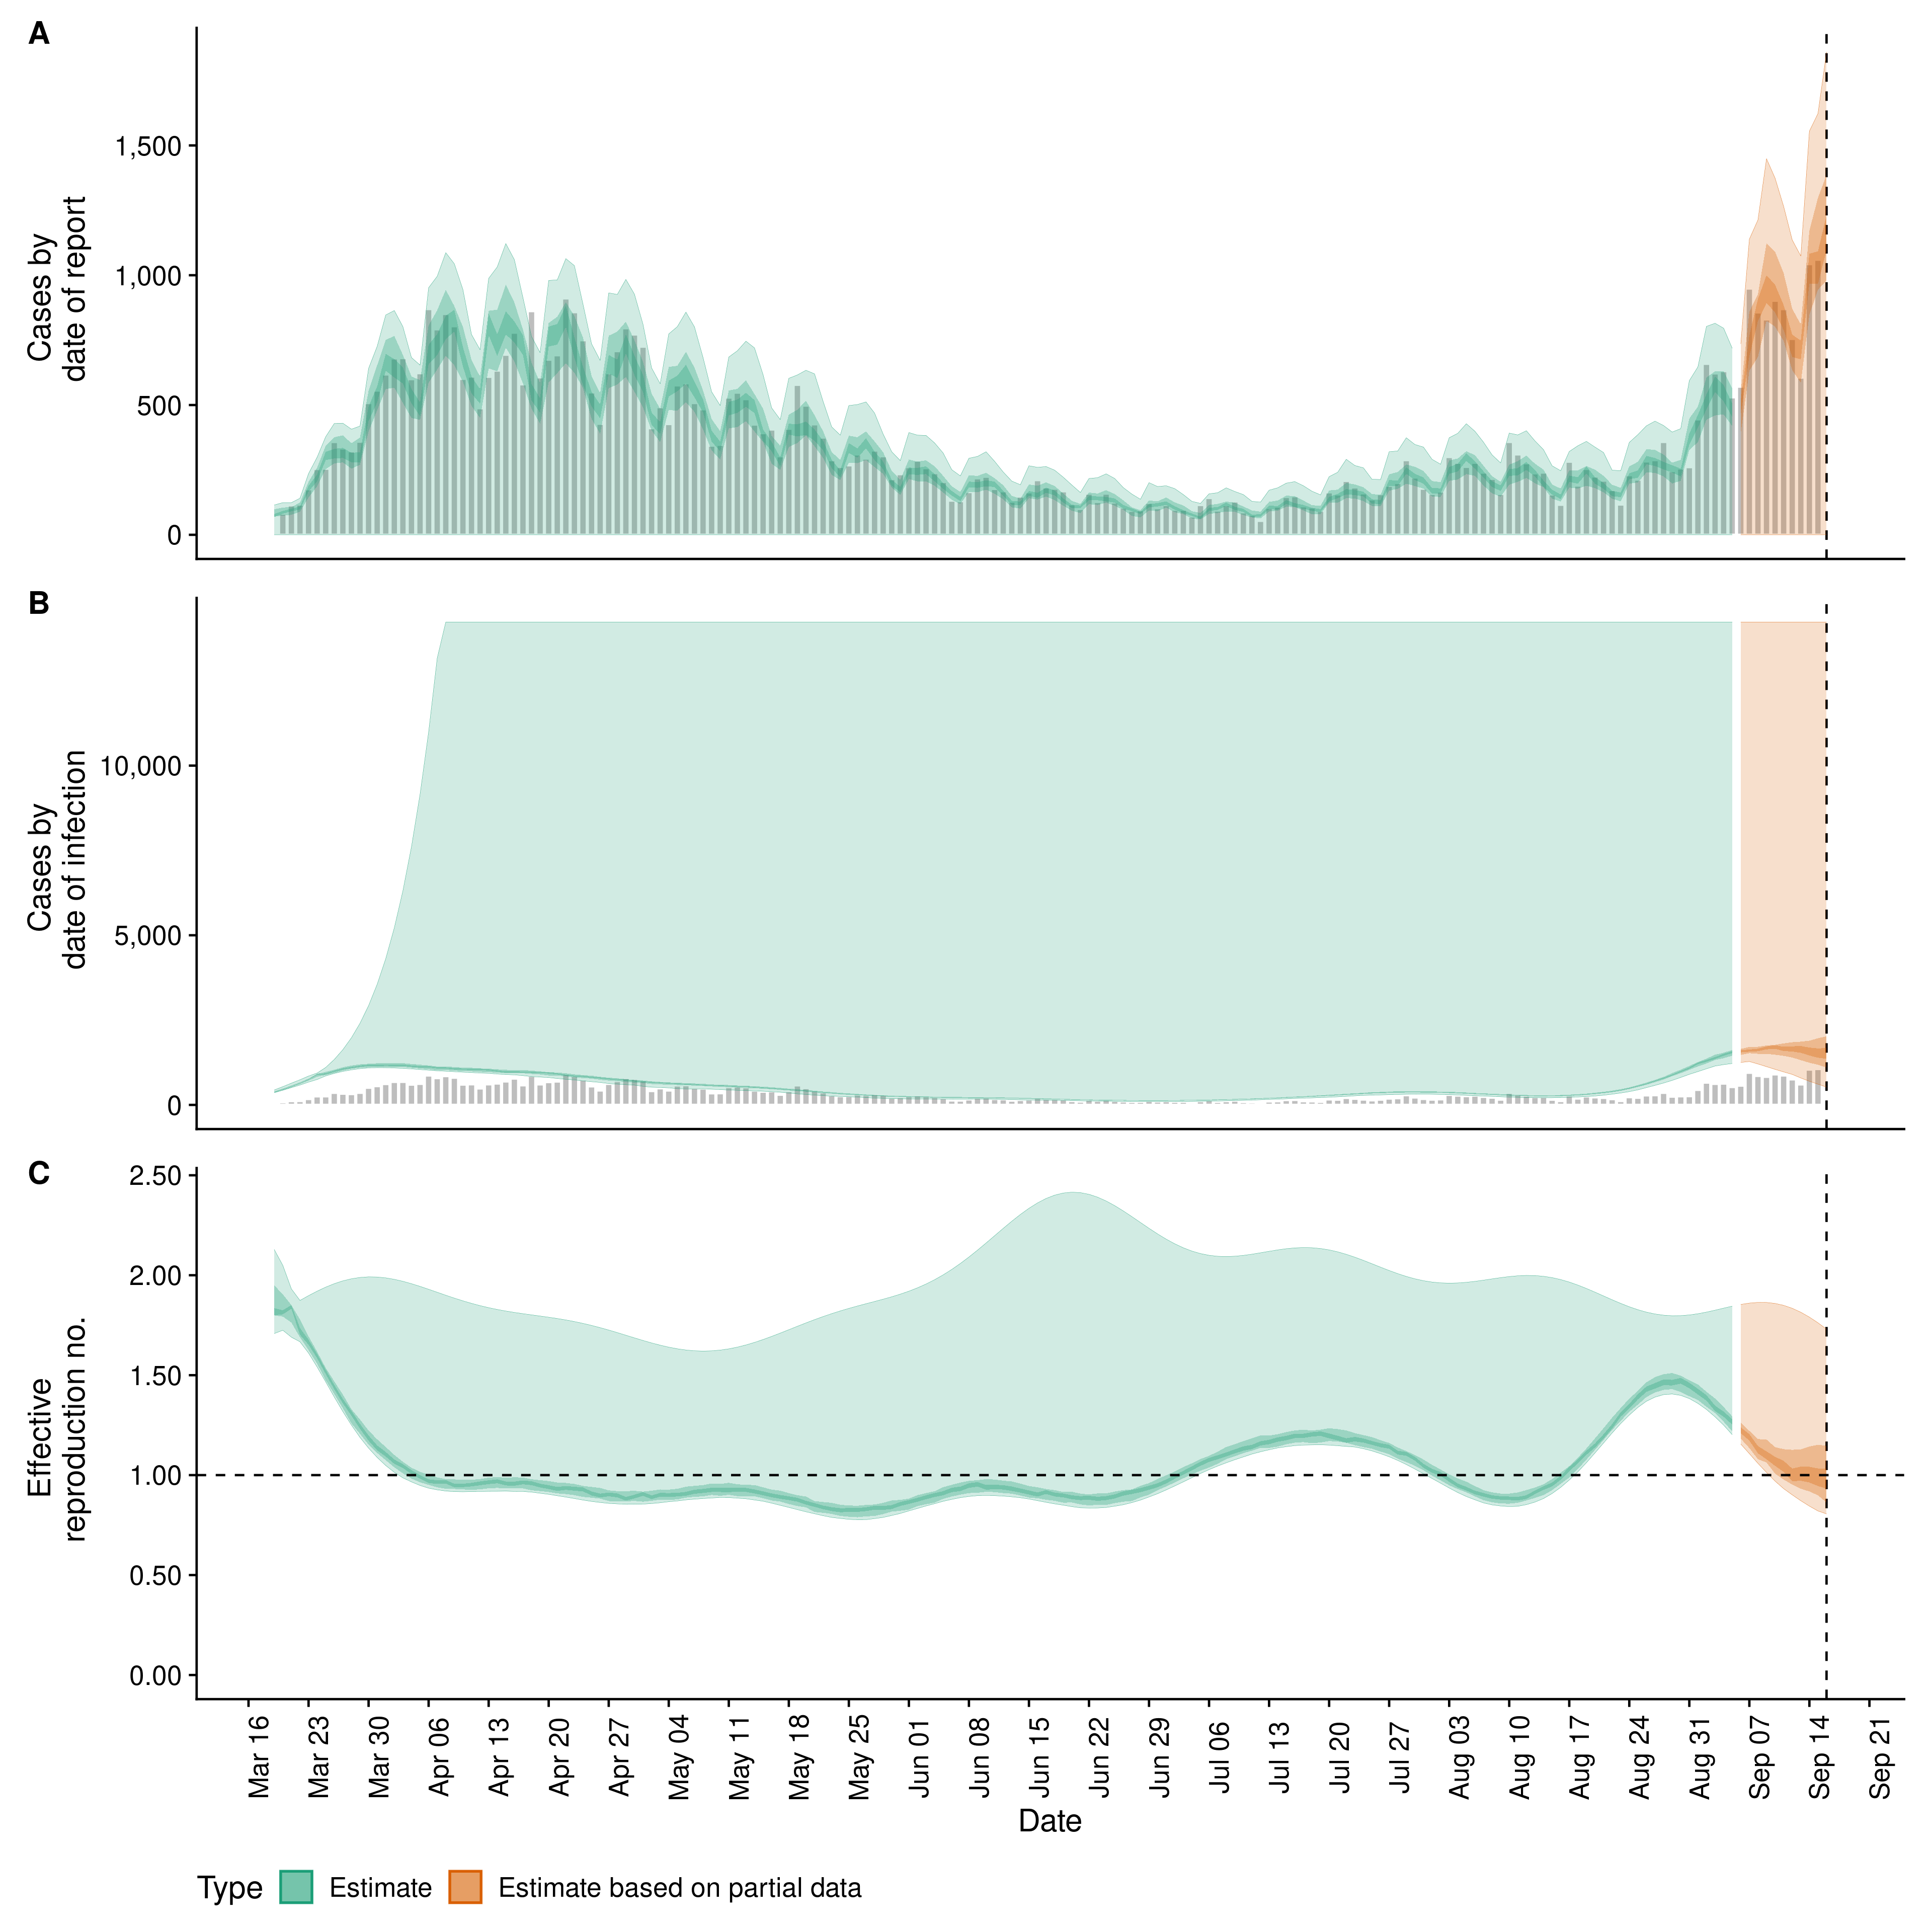 A
Cases by
date of report
1,500
1,000
500
0
B
Cases by
date of infection
10,000
5,000
0
C
Effective
reproduction no.
2.50
2.00
1.50
1.00
0.50
0.00
Mar 16
Mar 23
Mar 30
Apr 06
Apr 13
Apr 20
Apr 27
May 04
May 11
May 18
May 25
Jun 01
Jun 08
Jun 15
Jun 22
Jun 29
Jul 06
Jul 13
Jul 20
Jul 27
Aug 03
Aug 10
Aug 17
Aug 24
Aug 31
Sep 07
Sep 14
Sep 21
Date
Type Estimate Estimate based on partial data